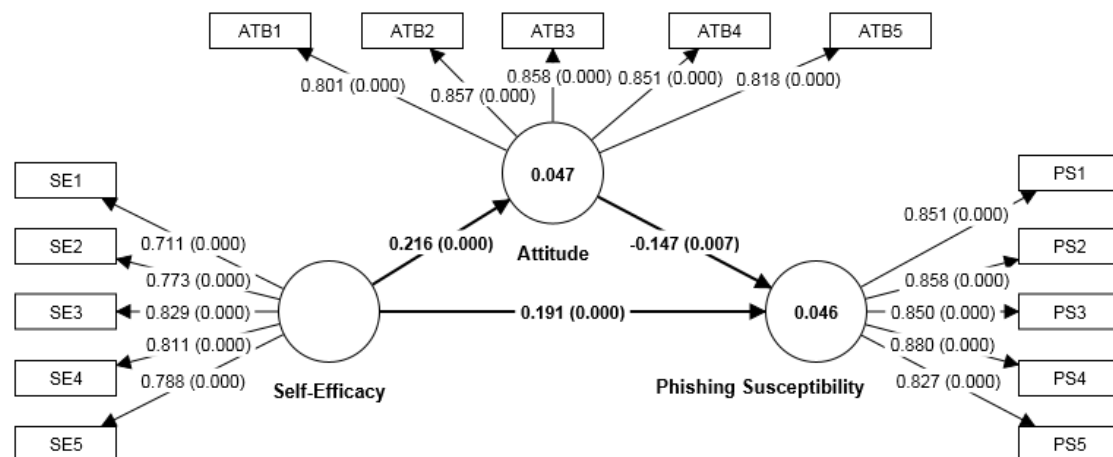 ATB1 ATB2 ATB3 ATB4 ATB5
0.801 (0.000)
0.857 (0.000)
0.858 (0.000)
0.851 (0.000)
0.818 (0.000)
SE1
SE2
SE3
SE4
SE5
0.711 (0.000)
0.773 (0.000)
0.829 (0.000)
0.811 (0.000)
0.788 (0.000)
0.047
Attitude
0.216 (0.000)
-0.147 (0.007)
0.191 (0.000)
Self-Efficacy
0.046
Phishing Susceptibility
0.851 (0.000)
0.858 (0.000)
0.850 (0.000)
0.880 (0.000)
0.827 (0.000)
PS1
PS2
PS3
PS4
PS5